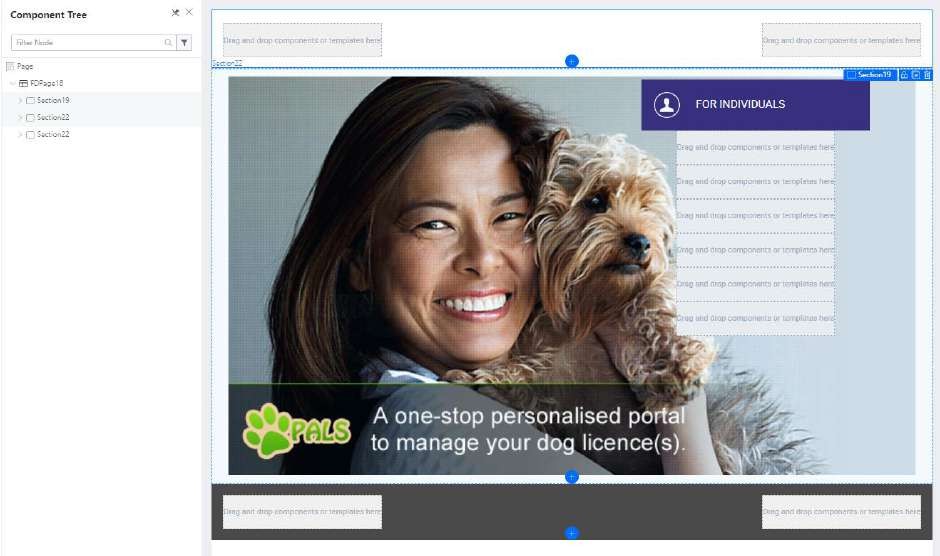 Component Tree
Filter Node
Page
FDPage18
Section19
Section22
Section22
Drag and drop components or templates here
Drag and drop components or templates here
Section22
Section19
FOR INDIVIDUALS
Drag and drop components or templates here
Drag and drop components or templates here
Drag and drop components or templates here
Drag and drop components or templates here
Drag and drop components or templates here
Drag and drop components or templates here
PALS
A one-stop personalised portal
to manage your dog licence(s).
Drag and drop components or templates here
Drag and drop components or templates here